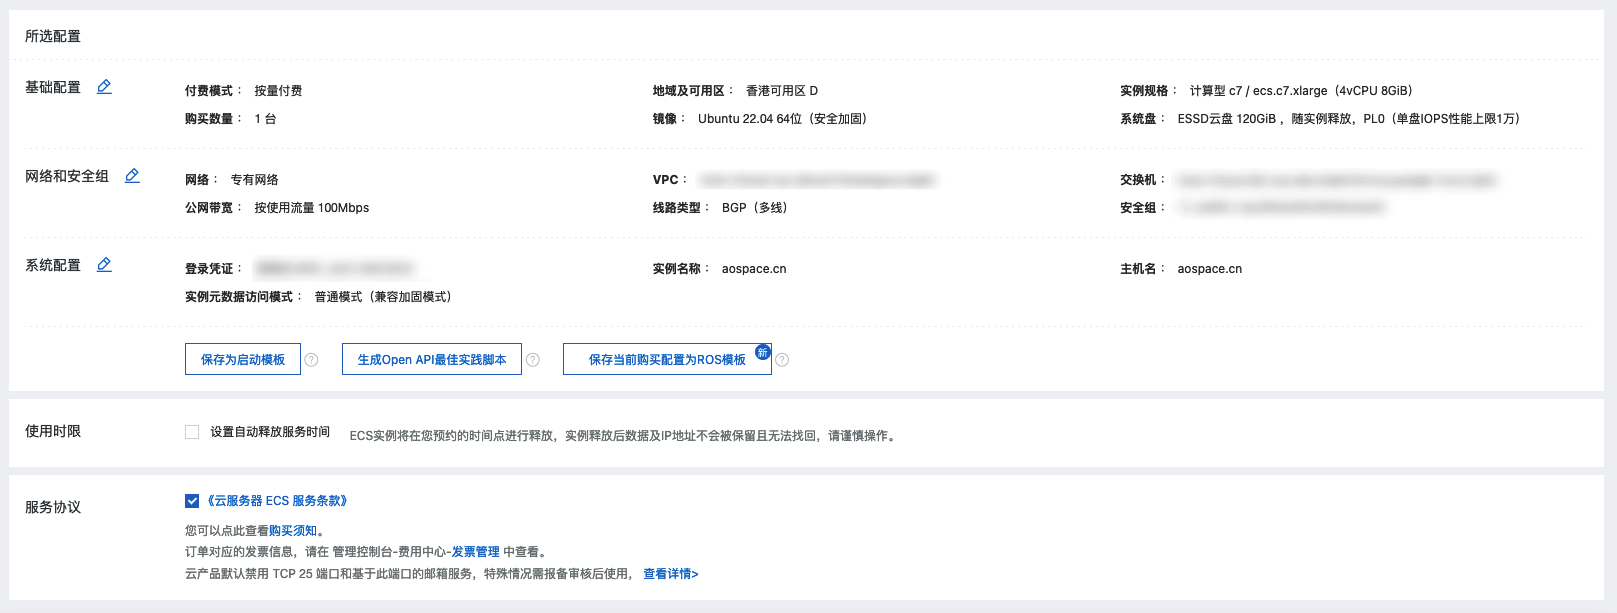 所选配置
基础配置
付费模式： 按量付费
地域及可用区： 香港可用区 D
实例规格： 计算型 c7 / ecs.c7.xlarge（4vCPU 8GiB）
购买数量： 1 台
镜像： Ubuntu 22.04 64位（安全加固）
系统盘： ESSD云盘 120GiB ，随实例释放，PL0（单盘IOPS性能上限1万）
网络和安全组
网络： 专有网络
VPC：
交换机：
公网带宽： 按使用流量 100Mbps
线路类型： BGP（多线）
安全组：
系统配置
登录凭证：
实例名称： aospace.cn
主机名： aospace.cn
实例元数据访问模式： 普通模式（兼容加固模式）
保存为启动模板 ?
生成Open API最佳实践脚本 ?
保存当前购买配置为ROS模板 新 ?
使用时限
设置自动释放服务时间 ECS实例将在您预约的时间点进行释放，实例释放后数据及IP地址不会被保留且无法找回，请谨慎操作。
服务协议
《云服务器 ECS 服务条款》
您可以点此查看购买须知。
订单对应的发票信息，请在 管理控制台-费用中心-发票管理 中查看。
云产品默认禁用 TCP 25 端口和基于此端口的邮箱服务，特殊情况需报备审核后使用， 查看详情>